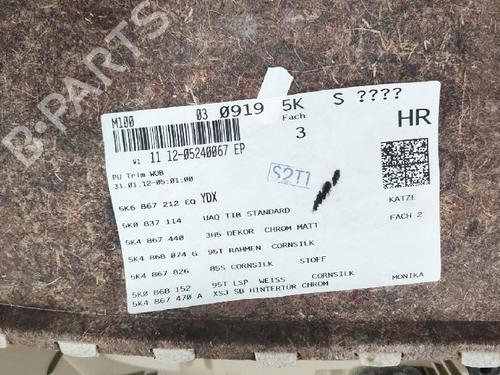 B-PARTS
M100 03 0919 5K S ????
Fach
3
HR
W1 11 12-05240067 EP
PU Trim WOB
31.01.12-05:01:00
S2T1
5K6 867 212 EQ YDX
KATZE
5K0 837 114 UAQ TIB STANDARD
FACH 2
5K4 867 440 3H5 DEKOR CHROM MATT
5K4 868 074 G 95T RAHMEN CORNSILK
5K4 867 826 85S CORNSILK STOFF
5K0 868 152 95T LSP WEISS CORNSILK
5K4 867 470 A XSJ SB HINTERTÜR CHROM
MONIKA